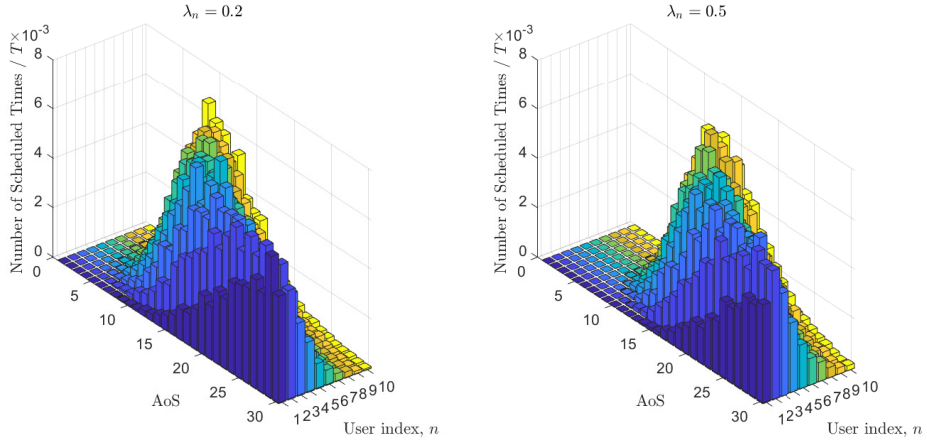 λₙ = 0.2
×10⁻³
8
6
4
2
0
Number of Scheduled Times / T
0
5
10
15
20
25
30
AoS
1 2 3 4 5 6 7 8 9 10
User index, n
λₙ = 0.5
×10⁻³
8
6
4
2
0
Number of Scheduled Times / T
0
5
10
15
20
25
30
AoS
1 2 3 4 5 6 7 8 9 10
User index, n